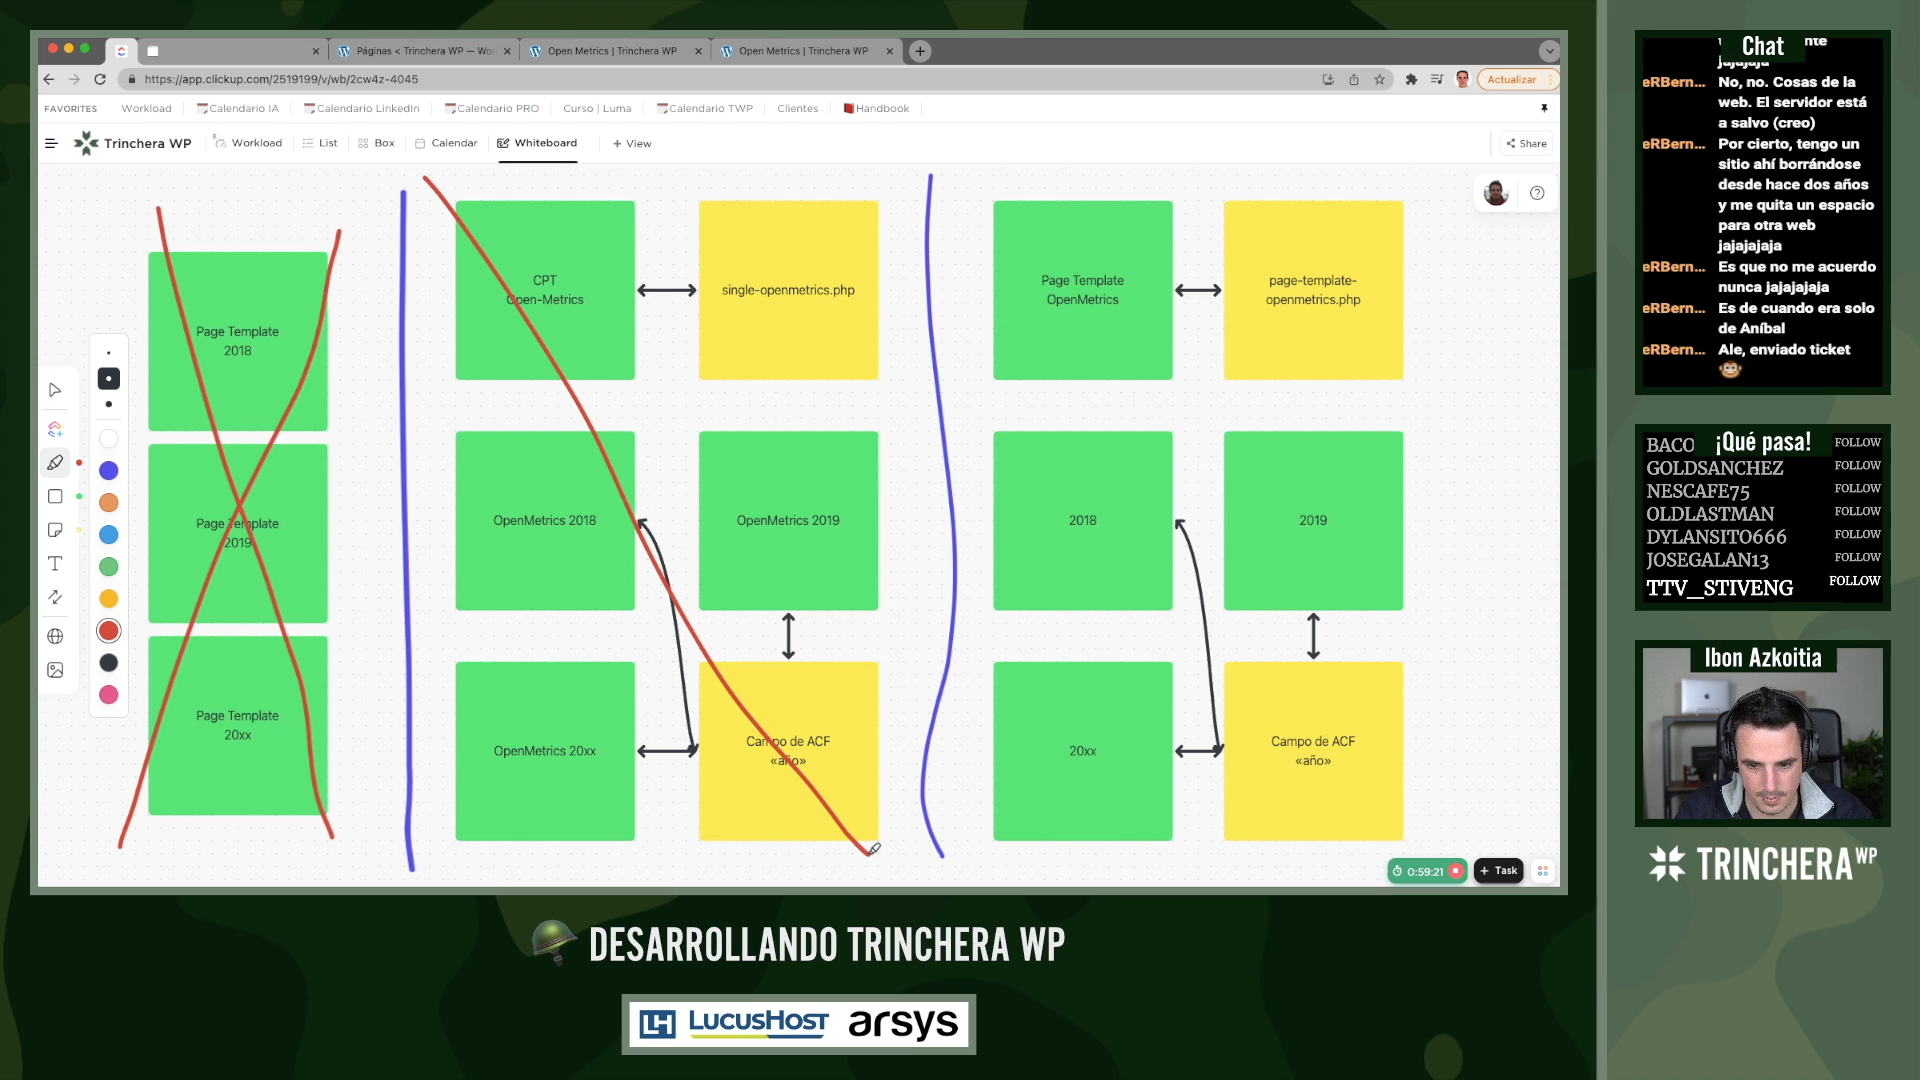 Páginas < Trinchera WP — Wor
Open Metrics | Trinchera WP
Open Metrics | Trinchera WP
https://app.clickup.com/2519199/v/wb/2cw4z-4045
Actualizar
FAVORITES
Workload
Calendario IA
Calendario LinkedIn
Calendario PRO
Curso | Luma
Calendario TWP
Clientes
Handbook
Trinchera WP
Workload
List
Box
Calendar
Whiteboard
+ View
Share
Page Template
2018
Page Template
2019
Page Template
20xx
CPT
Open-Metrics
single-openmetrics.php
OpenMetrics 2018
OpenMetrics 2019
OpenMetrics 20xx
Campo de ACF
«año»
Page Template
OpenMetrics
page-template-
openmetrics.php
2018
2019
20xx
Campo de ACF
«año»
0:59:21
+ Task
Chat
nte
jajajaja
eRBern... No, no. Cosas de la
web. El servidor está
a salvo (creo)
eRBern... Por cierto, tengo un
sitio ahí borrándose
desde hace dos años
y me quita un espacio
para otra web
jajajajaja
eRBern... Es que no me acuerdo
nunca jajajajaja
eRBern... Es de cuando era solo
de Aníbal
eRBern... Ale, enviado ticket
¡Qué pasa!
BACO FOLLOW
GOLDSANCHEZ FOLLOW
NESCAFE75 FOLLOW
OLDLASTMAN FOLLOW
DYLANSITO666 FOLLOW
JOSEGALAN13 FOLLOW
TTV_STIVENG FOLLOW
Ibon Azkoitia
TRINCHERA WP
DESARROLLANDO TRINCHERA WP
LH LUCUSHOST arsys